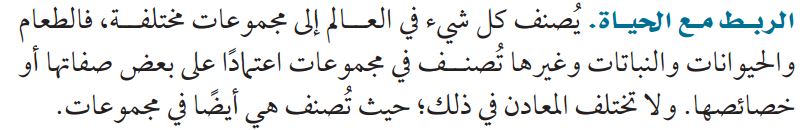 الربط مع الحياة. يُصنف كل شيء في العالم إلى مجموعات مختلفة، فالطعام
والحيوانات والنباتات وغيرها تُصنف في مجموعات اعتمادًا على بعض صفاتها أو
خصائصها. ولا تختلف المعادن في ذلك؛ حيث تُصنف هي أيضًا في مجموعات.